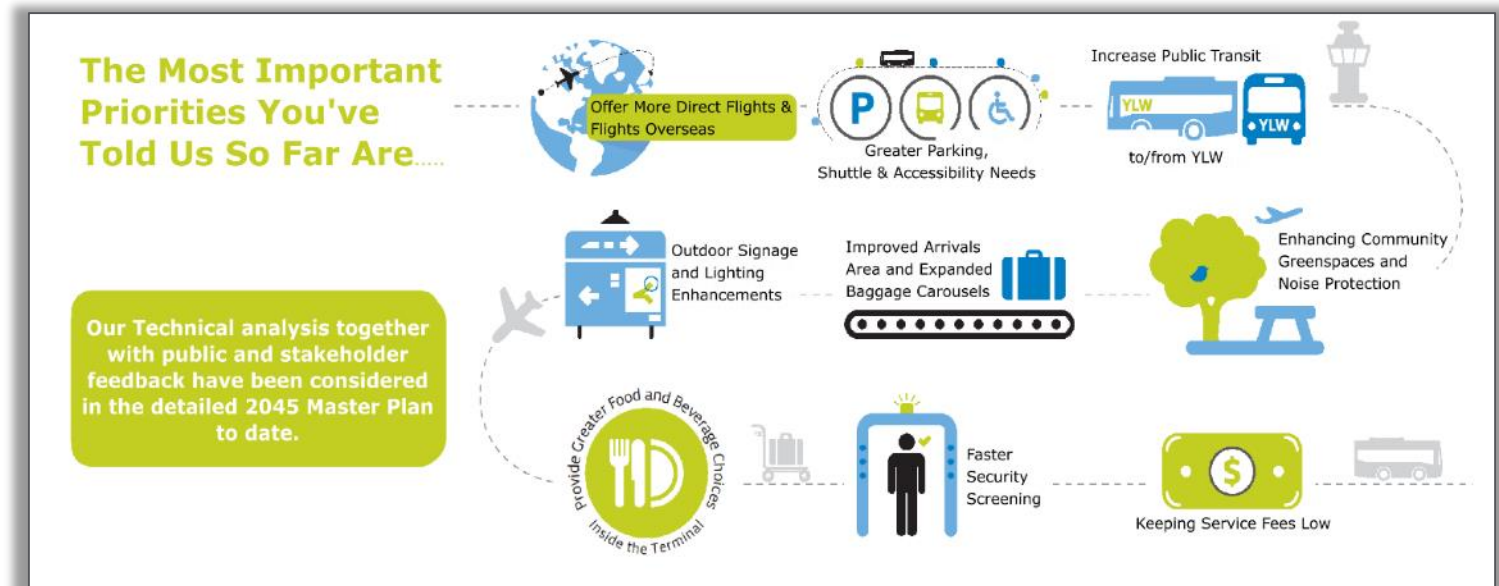 The Most Important
Priorities You've
Told Us So Far Are.....
Offer More Direct Flights &
Flights Overseas
P
Greater Parking,
Shuttle & Accessibility Needs
Increase Public Transit
YLW
YLW
to/from YLW
Enhancing Community
Greenspaces and
Noise Protection
Improved Arrivals
Area and Expanded
Baggage Carousels
Outdoor Signage
and Lighting
Enhancements
Our Technical analysis together
with public and stakeholder
feedback have been considered
in the detailed 2045 Master Plan
to date.
Provide Greater Food and Beverage Choices
Inside the Terminal
Faster
Security
Screening
$
Keeping Service Fees Low